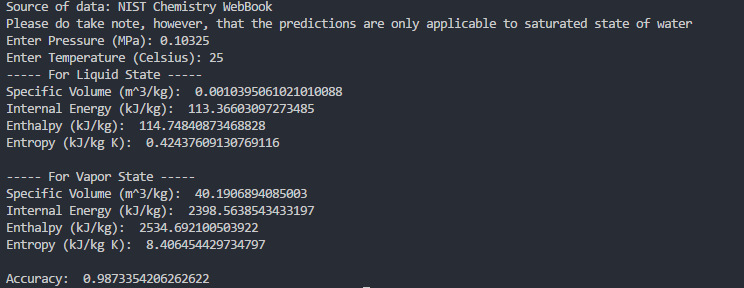 Source of data: NIST Chemistry WebBook
Please do take note, however, that the predictions are only applicable to saturated state of water
Enter Pressure (MPa): 0.10325
Enter Temperature (Celsius): 25
----- For Liquid State -----
Specific Volume (m^3/kg):  0.0010395061021010088
Internal Energy (kJ/kg):  113.36603097273485
Enthalpy (kJ/kg):  114.74840873468828
Entropy (kJ/kg K):  0.42437609130769116

----- For Vapor State -----
Specific Volume (m^3/kg):  40.1906894085003
Internal Energy (kJ/kg):  2398.5638543433197
Enthalpy (kJ/kg):  2534.692100503922
Entropy (kJ/kg K):  8.406454429734797

Accuracy:  0.9873354206262622